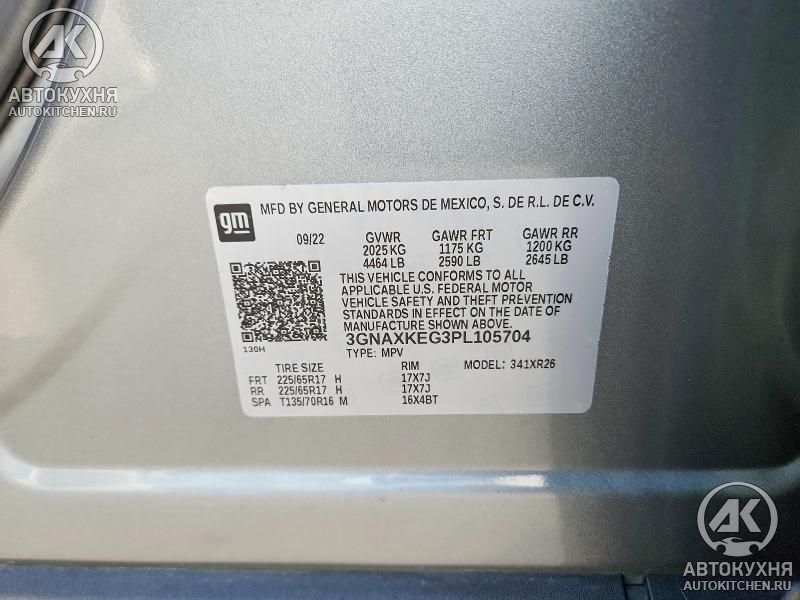 AK
АВТОКУХНЯ
AUTOKITCHEN.RU
gm
MFD BY GENERAL MOTORS DE MEXICO, S. DE R.L. DE C.V.
09/22 GVWR GAWR FRT GAWR RR
2025 KG 1175 KG 1200 KG
4464 LB 2590 LB 2645 LB
THIS VEHICLE CONFORMS TO ALL
APPLICABLE U.S. FEDERAL MOTOR
VEHICLE SAFETY AND THEFT PREVENTION
STANDARDS IN EFFECT ON THE DATE OF
MANUFACTURE SHOWN ABOVE.
3GNAXKEG3PL105704
130H
TYPE: MPV
TIRE SIZE RIM MODEL: 341XR26
FRT 225/65R17 H 17X7J
RR 225/65R17 H 17X7J
SPA T135/70R16 M 16X4BT
AK
АВТОКУХНЯ
AUTOKITCHEN.RU